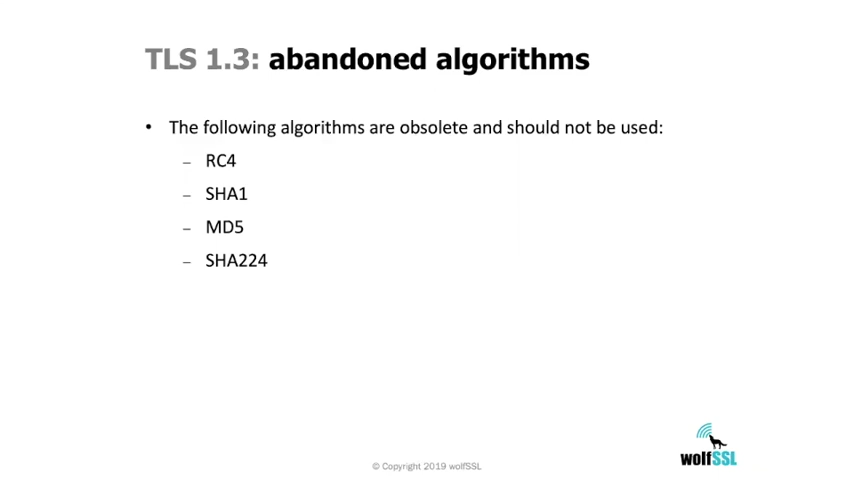 TLS 1.3: abandoned algorithms
• The following algorithms are obsolete and should not be used:
– RC4
– SHA1
– MD5
– SHA224
wolfSSL
© Copyright 2019 wolfSSL